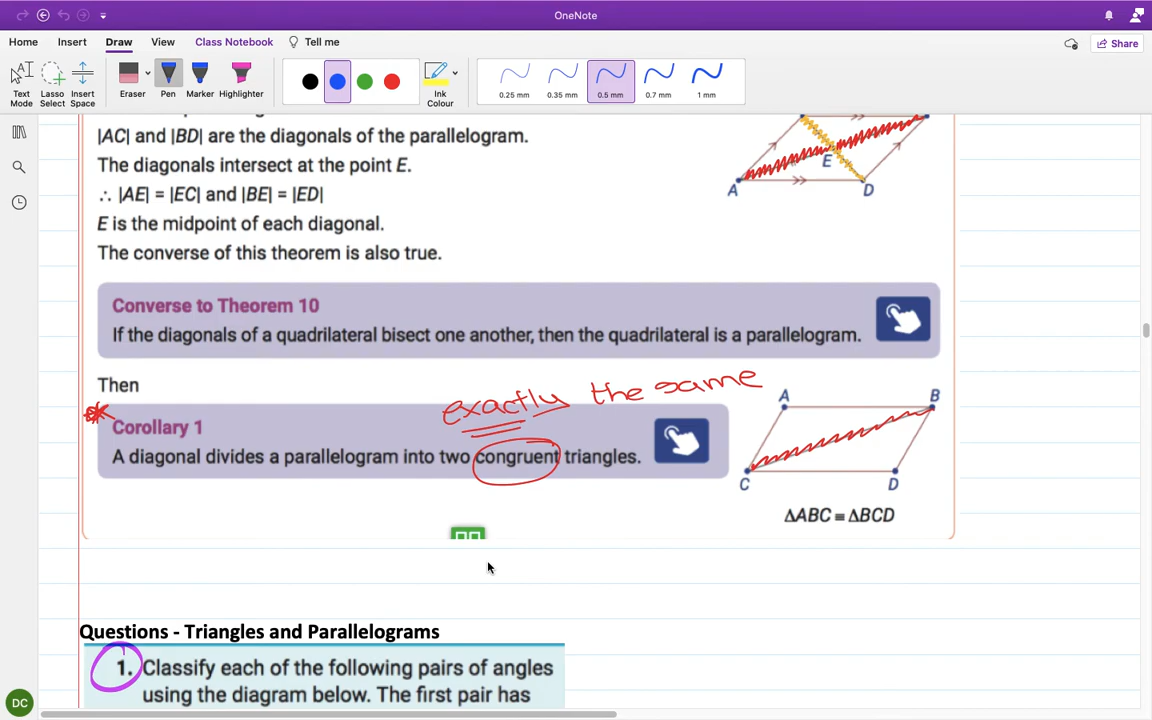 OneNote
Home Insert Draw View Class Notebook Tell me
Share
Text Mode
Lasso Select
Insert Space
Eraser
Pen
Marker
Highlighter
Ink Colour
0.25 mm 0.35 mm 0.5 mm 0.7 mm 1 mm
|AC| and |BD| are the diagonals of the parallelogram.
The diagonals intersect at the point E.
∴ |AE| = |EC| and |BE| = |ED|
E is the midpoint of each diagonal.
The converse of this theorem is also true.
E
A D
Converse to Theorem 10
If the diagonals of a quadrilateral bisect one another, then the quadrilateral is a parallelogram.
Then
exactly the same
Corollary 1
A diagonal divides a parallelogram into two congruent triangles.
A B
C D
ΔABC ≡ ΔBCD
Questions - Triangles and Parallelograms
1. Classify each of the following pairs of angles
using the diagram below. The first pair has
DC